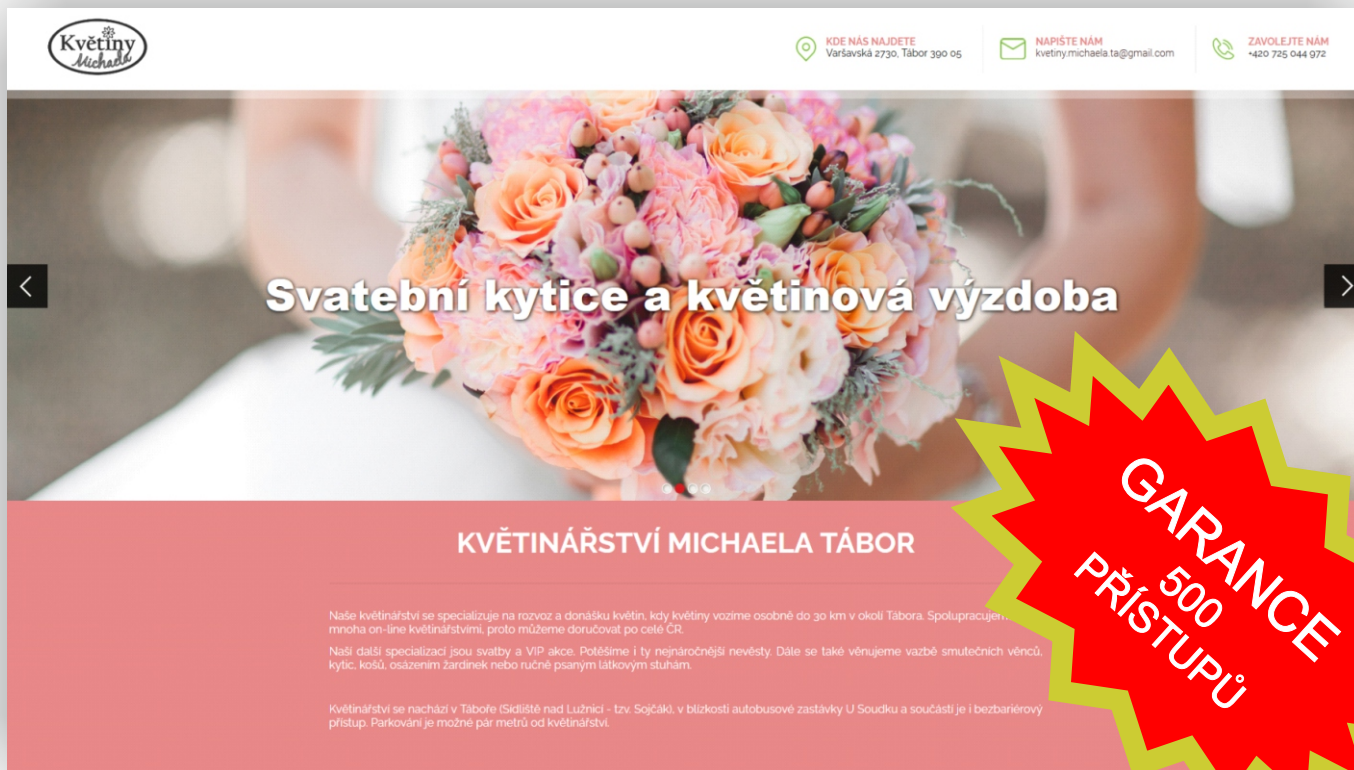 Květiny
Michaela
KDE NÁS NAJDETE
Varšavská 2730, Tábor 390 05
NAPIŠTE NÁM
kvetiny.michaela.ta@gmail.com
ZAVOLEJTE NÁM
+420 725 044 972
Svatební kytice a květinová výzdoba
KVĚTINÁŘSTVÍ MICHAELA TÁBOR
Naše květinářství se specializuje na rozvoz a donášku květin, kdy květiny vozíme osobně do 30 km v okolí Tábora. Spolupracujem
mnoha on-line květinářstvími, proto můžeme doručovat po celé ČR.
Naší další specializací jsou svatby a VIP akce. Potěšíme i ty nejnáročnější nevěsty. Dále se také věnujeme vazbě smutečních věnců,
kytic, košů, osázením žardinek nebo ručně psaným látkovým stuhám.
Květinářství se nachází v Táboře (Sídliště nad Lužnicí - tzv. Sojčák), v blízkosti autobusové zastávky U Soudku a součástí je i bezbariérový
přístup. Parkování je možné pár metrů od květinářství.
GARANCE
500
PŘÍSTUPŮ